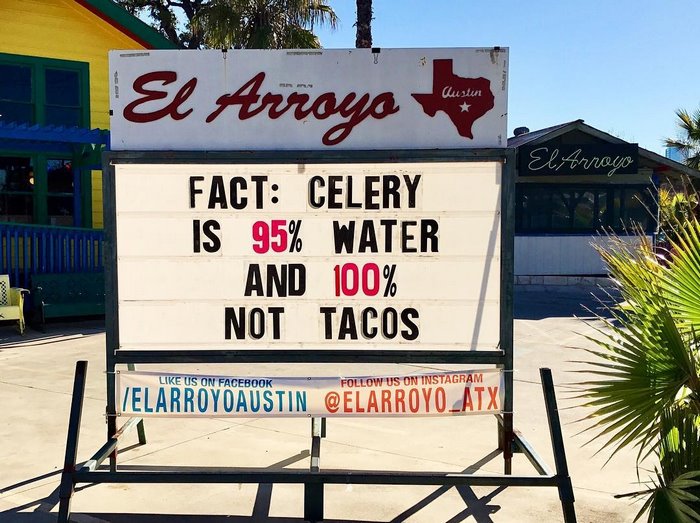 El Arroyo
Austin
El Arroyo
FACT: CELERY
IS 95% WATER
AND 100%
NOT TACOS
LIKE US ON FACEBOOK
/ELARROYOAUSTIN
FOLLOW US ON INSTAGRAM
@ELARROYO_ATX